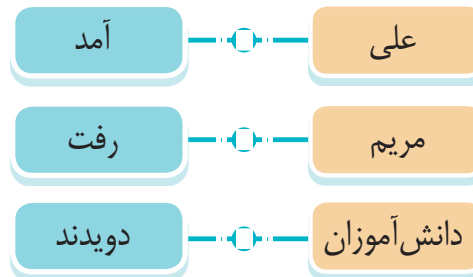 علی آمد
مریم رفت
دانش‌آموزان دویدند